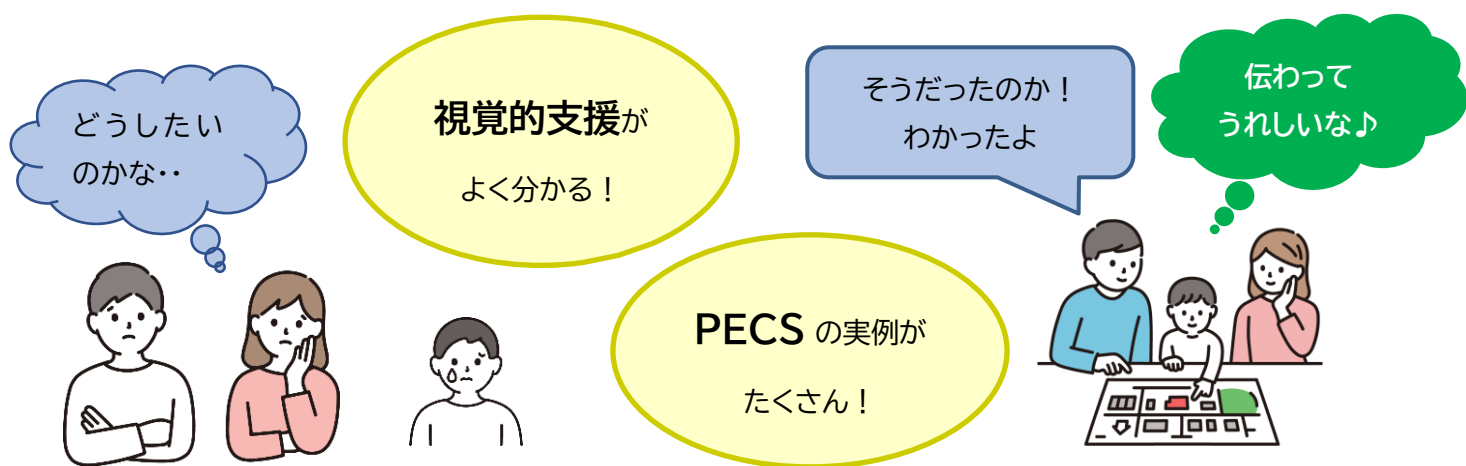 どうしたい
のかな・・
視覚的支援が
よく分かる！
PECS の実例が
たくさん！
そうだったのか！
わかったよ
伝わって
うれしいな♪